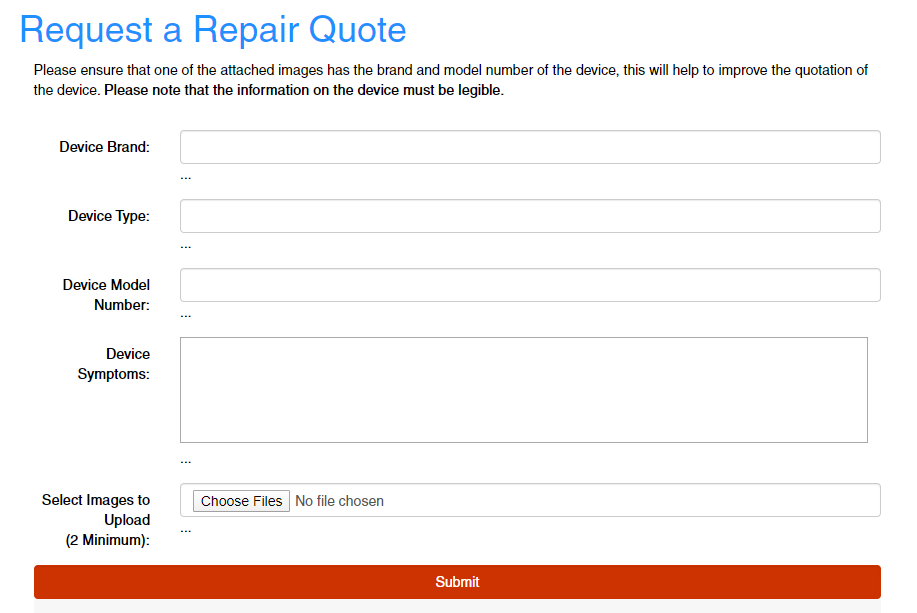 Request a Repair Quote
Please ensure that one of the attached images has the brand and model number of the device, this will help to improve the quotation of
the device. Please note that the information on the device must be legible.
Device Brand:
...
Device Type:
...
Device Model
Number:
...
Device
Symptoms:
...
Select Images to
Upload
(2 Minimum):
Choose Files No file chosen
...
Submit